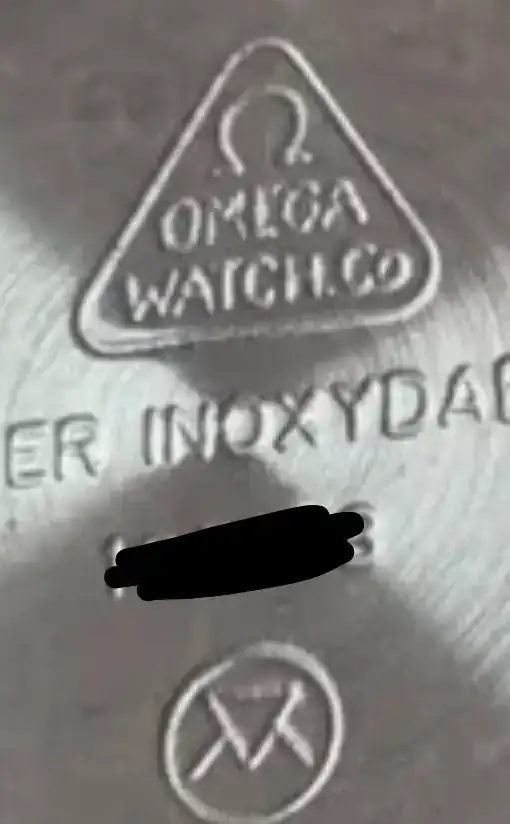 Ω
OMEGA
WATCH.Co
ER INOXYDAB